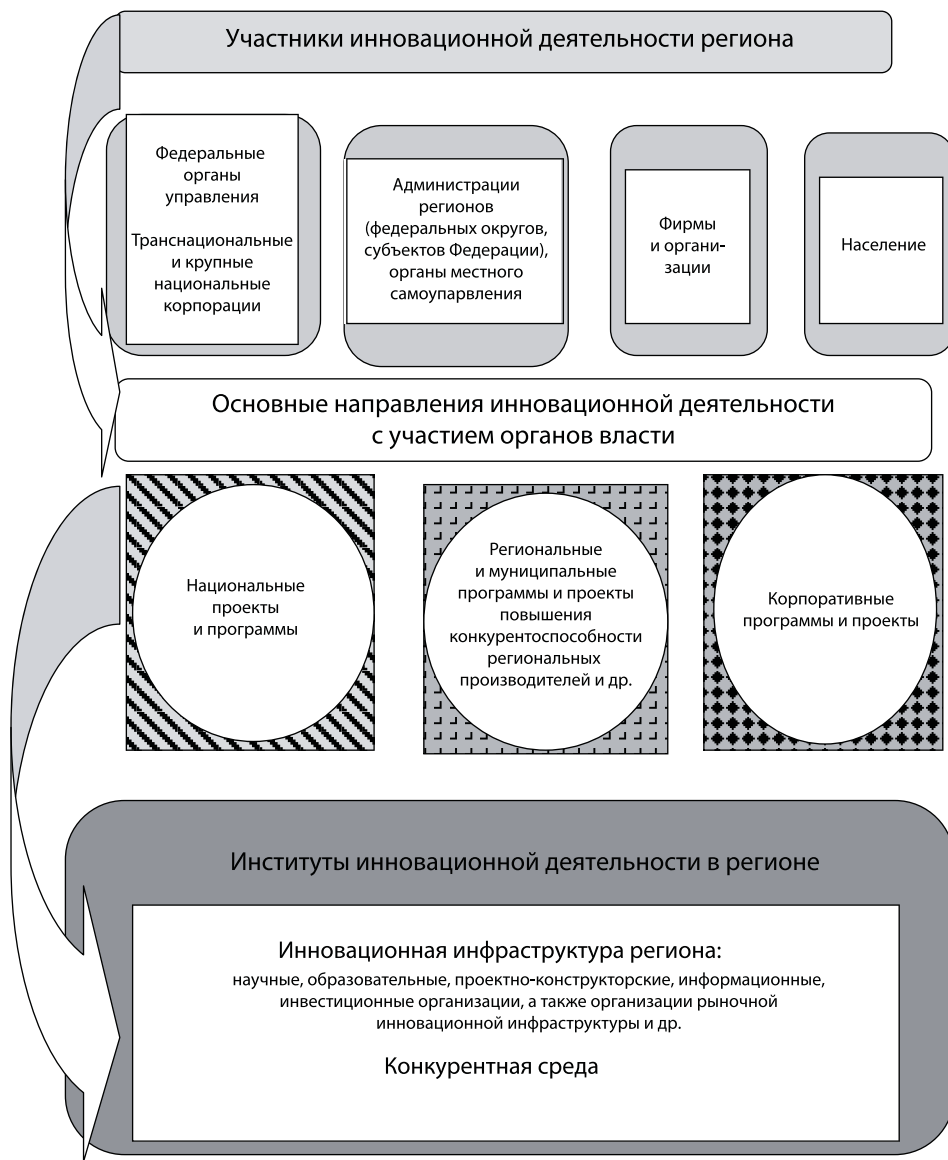 Участники инновационной деятельности региона
Федеральные
органы
управления
Транснациональные
и крупные
национальные
корпорации
Администрации
регионов
(федеральных округов,
субъектов Федерации),
органы местного
самоупарвления
Фирмы
и органи-
зации
Население
Основные направления инновационной деятельности
с участием органов власти
Национальные
проекты
и программы
Региональные
и муниципальные
программы и проекты
повышения
конкурентоспособности
региональных
производителей и др.
Корпоративные
программы и проекты
Институты инновационной деятельности в регионе
Инновационная инфраструктура региона:
научные, образовательные, проектно-конструкторские, информационные,
инвестиционные организации, а также организации рыночной
инновационной инфраструктуры и др.
Конкурентная среда